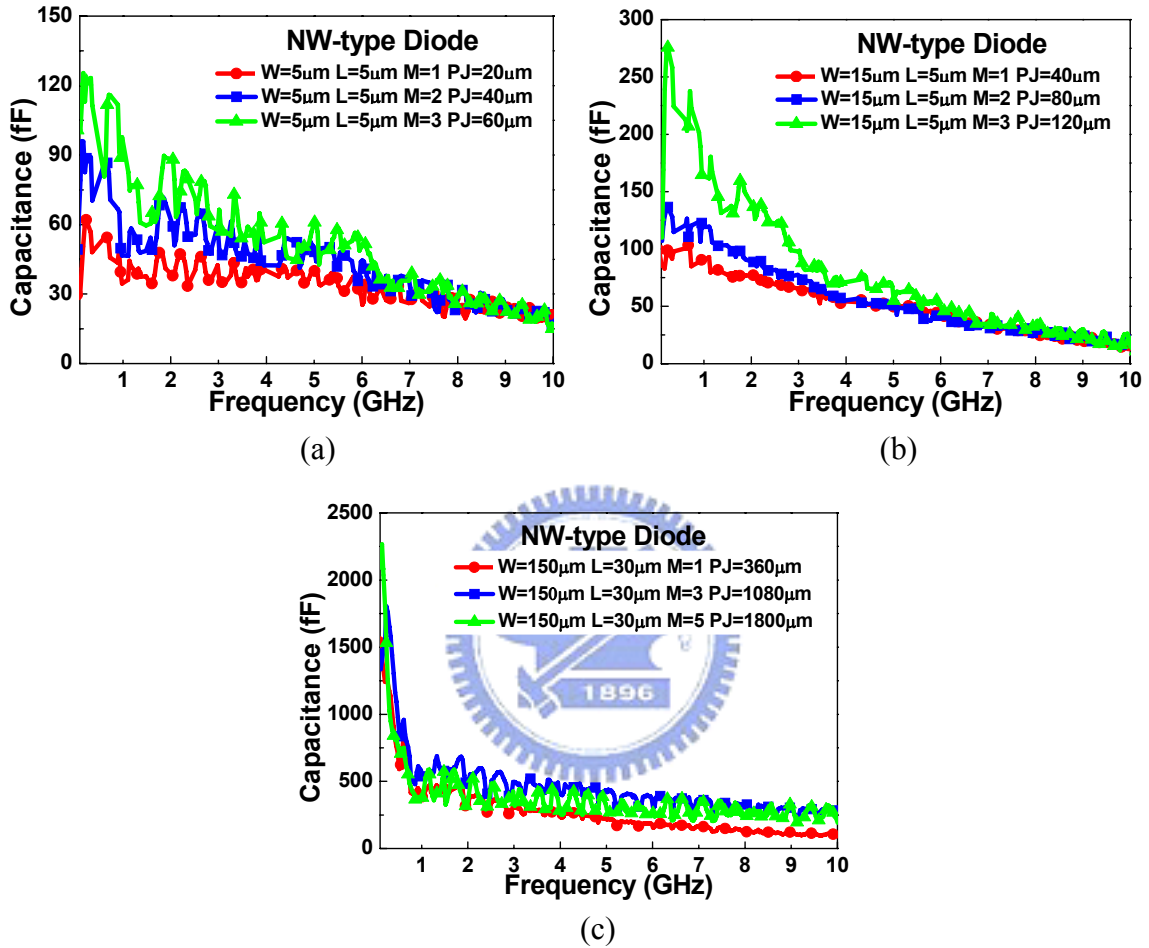 NW-type Diode
W=5μm L=5μm M=1 PJ=20μm
W=5μm L=5μm M=2 PJ=40μm
W=5μm L=5μm M=3 PJ=60μm
Capacitance (fF)
150
120
90
60
30
0
1 2 3 4 5 6 7 8 9 10
Frequency (GHz)
(a)
NW-type Diode
W=15μm L=5μm M=1 PJ=40μm
W=15μm L=5μm M=2 PJ=80μm
W=15μm L=5μm M=3 PJ=120μm
Capacitance (fF)
300
250
200
150
100
50
0
1 2 3 4 5 6 7 8 9 10
Frequency (GHz)
(b)
NW-type Diode
W=150μm L=30μm M=1 PJ=360μm
W=150μm L=30μm M=3 PJ=1080μm
W=150μm L=30μm M=5 PJ=1800μm
Capacitance (fF)
2500
2000
1500
1000
500
0
1896
1 2 3 4 5 6 7 8 9 10
Frequency (GHz)
(c)